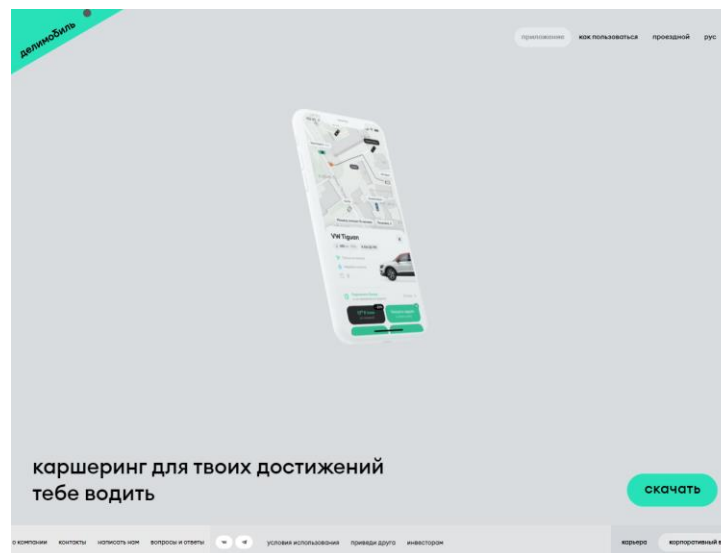 делимобиль
приложение как пользоваться проездной рус
VW Tiguan
каршеринг для твоих достижений
тебе водить
скачать
о компании контакты написать нам вопросы и ответы условия использования приведи друга инвесторам карьера корпоративный